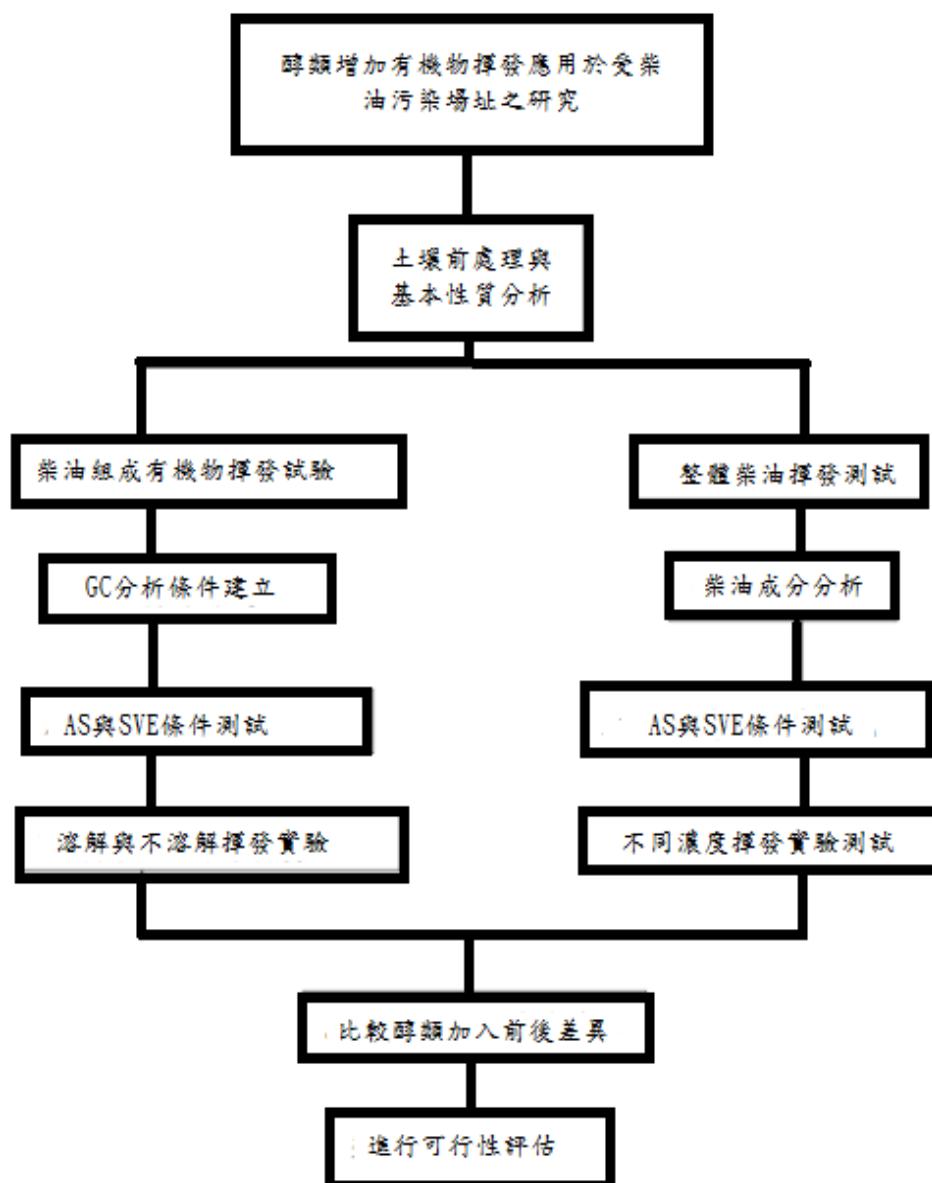 醇類增加有機物揮發應用於受柴
油污染場址之研究
土壤前處理與
基本性質分析
柴油組成有機物揮發試驗
整體柴油揮發測試
GC分析條件建立
柴油成分分析
AS與SVE條件測試
AS與SVE條件測試
溶解與不溶解揮發實驗
不同濃度揮發實驗測試
比較醇類加入前後差異
進行可行性評估